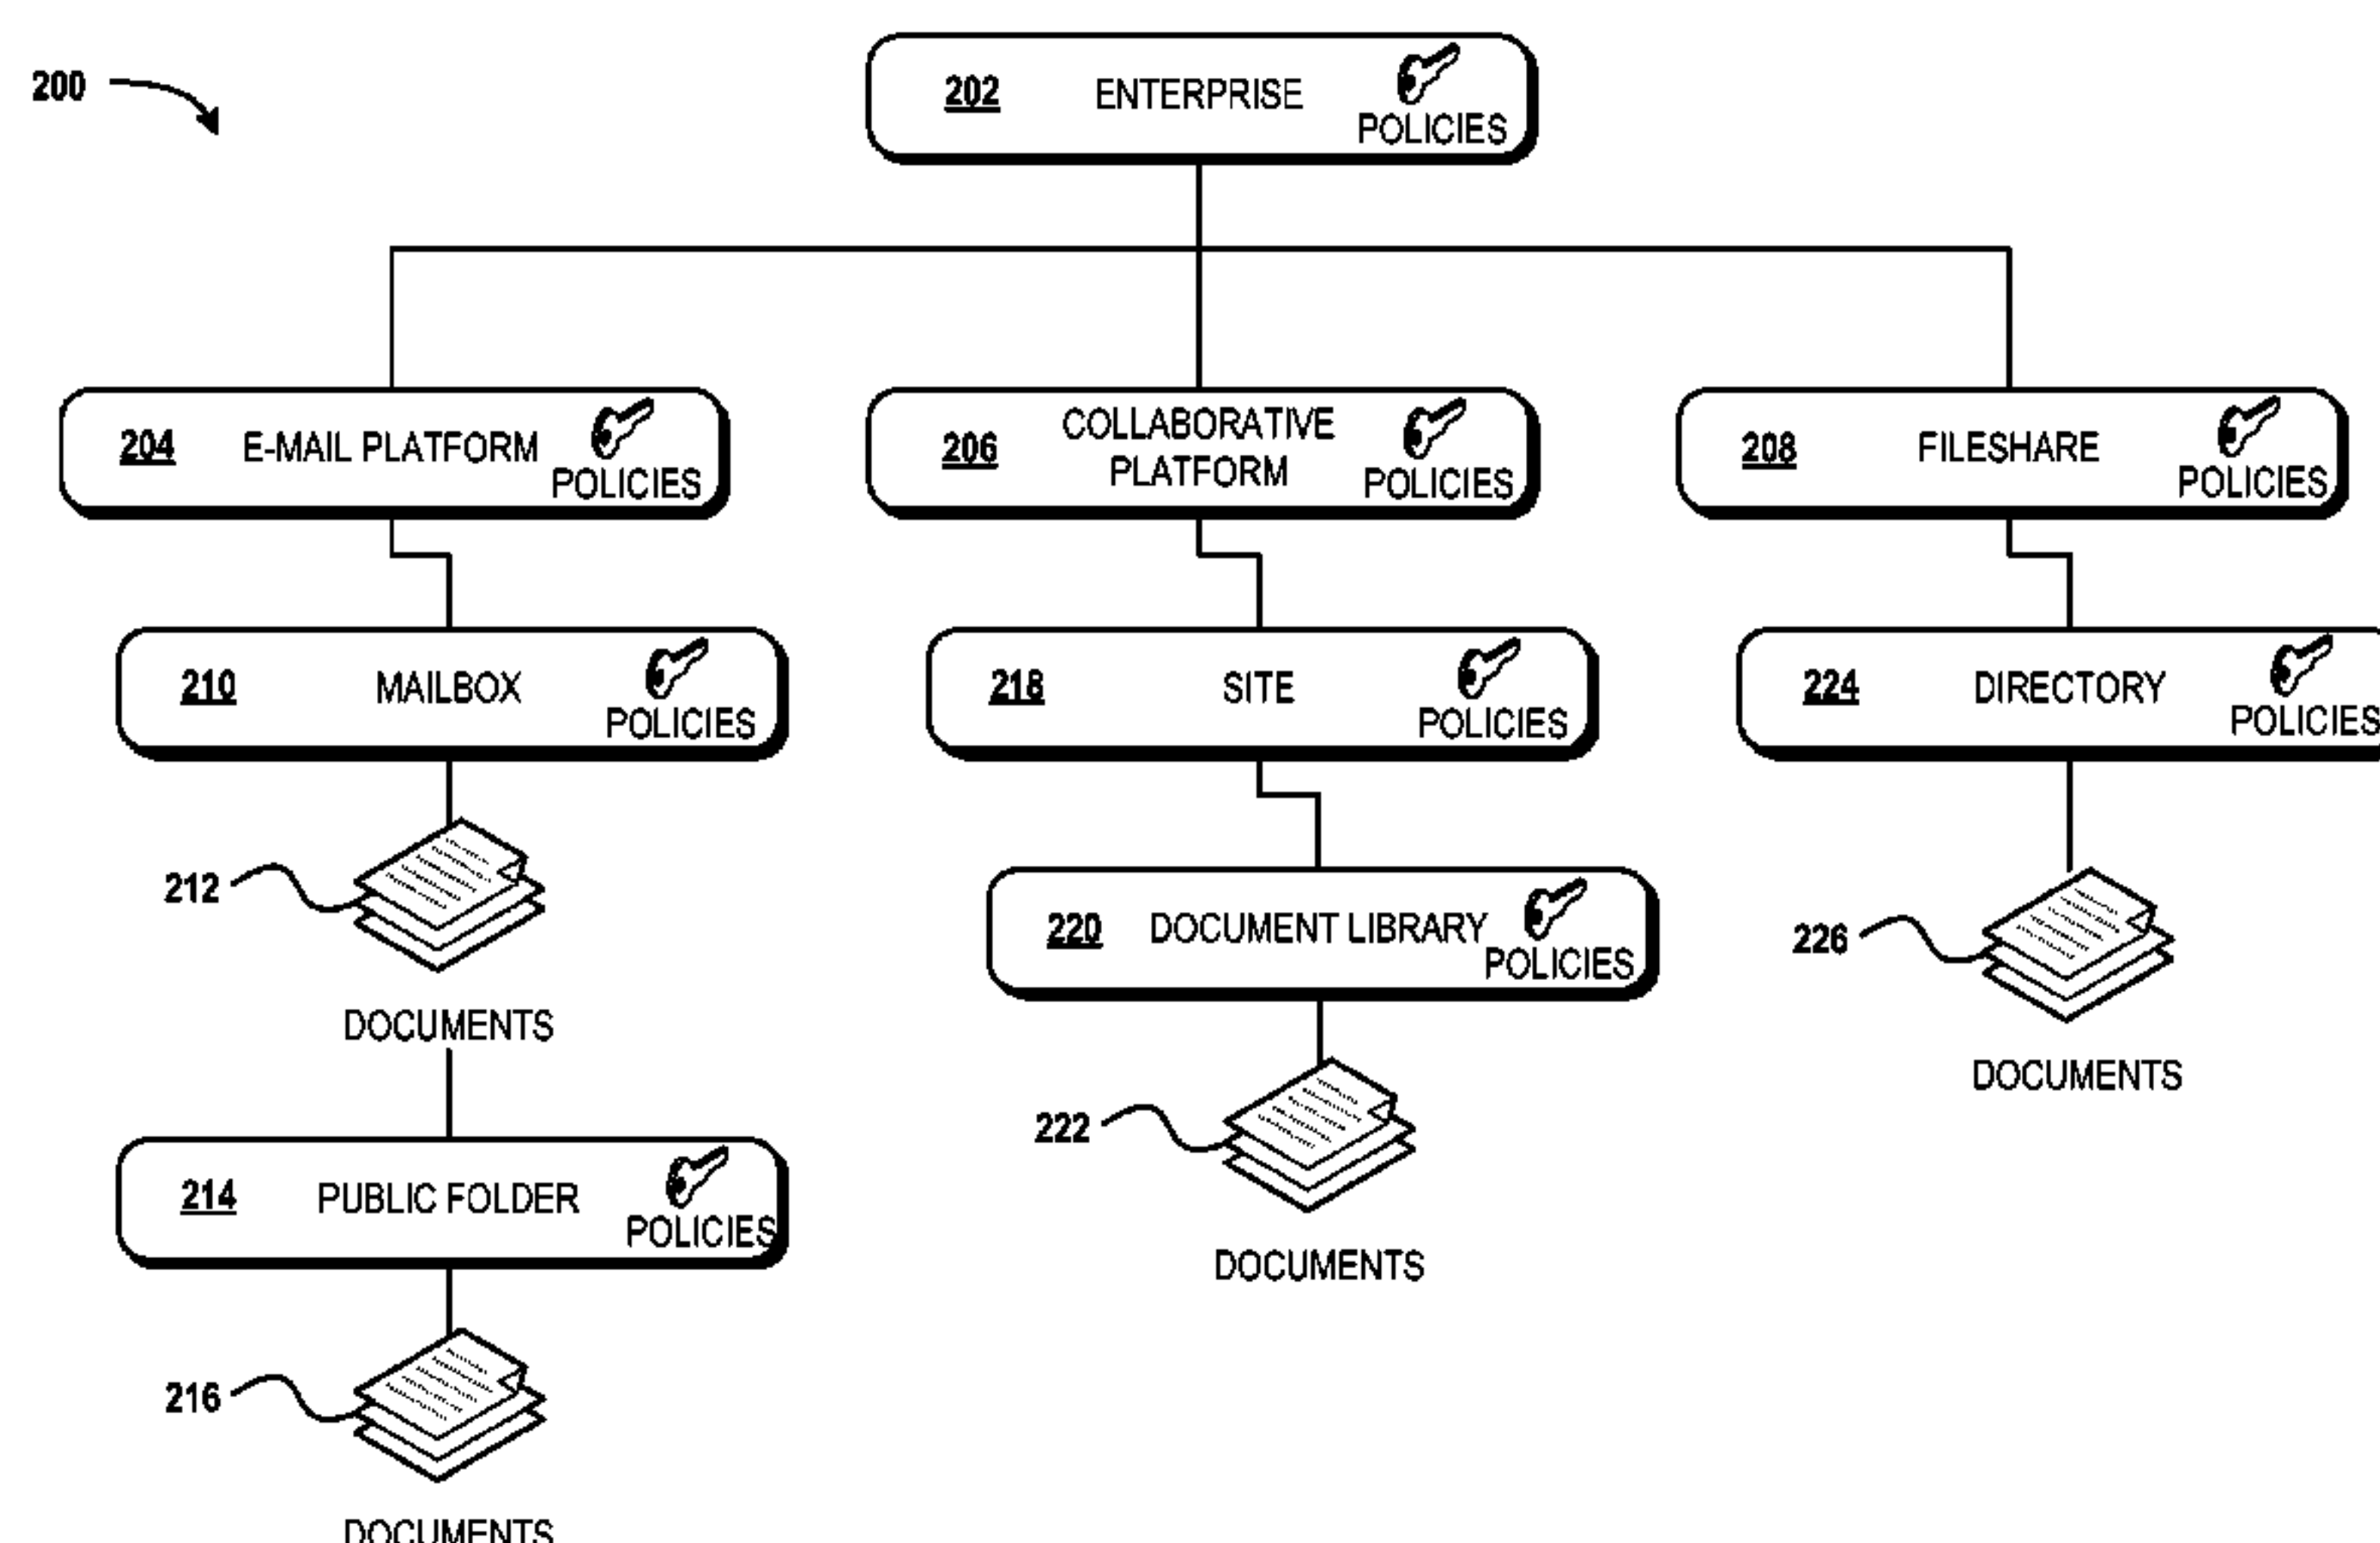 200
202 ENTERPRISE
POLICIES
204 E-MAIL PLATFORM
POLICIES
206 COLLABORATIVE
PLATFORM
POLICIES
208 FILESHARE
POLICIES
210 MAILBOX
POLICIES
218 SITE
POLICIES
224 DIRECTORY
POLICIES
212
DOCUMENTS
220 DOCUMENT LIBRARY
POLICIES
226
DOCUMENTS
222
DOCUMENTS
214 PUBLIC FOLDER
POLICIES
216
DOCUMENTS